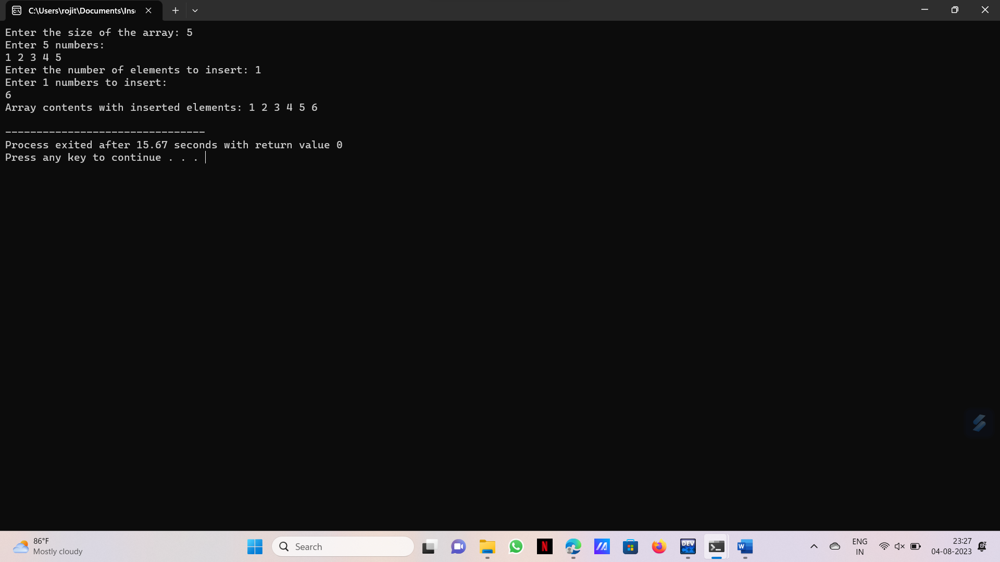 C:\Users\rojit\Documents\Ins
Enter the size of the array: 5
Enter 5 numbers:
1 2 3 4 5
Enter the number of elements to insert: 1
Enter 1 numbers to insert:
6
Array contents with inserted elements: 1 2 3 4 5 6
--------------------------------
Process exited after 15.67 seconds with return value 0
Press any key to continue . . .
86°F
Mostly cloudy
Search
N
DEV
C++
W
ENG
IN
23:27
04-08-2023